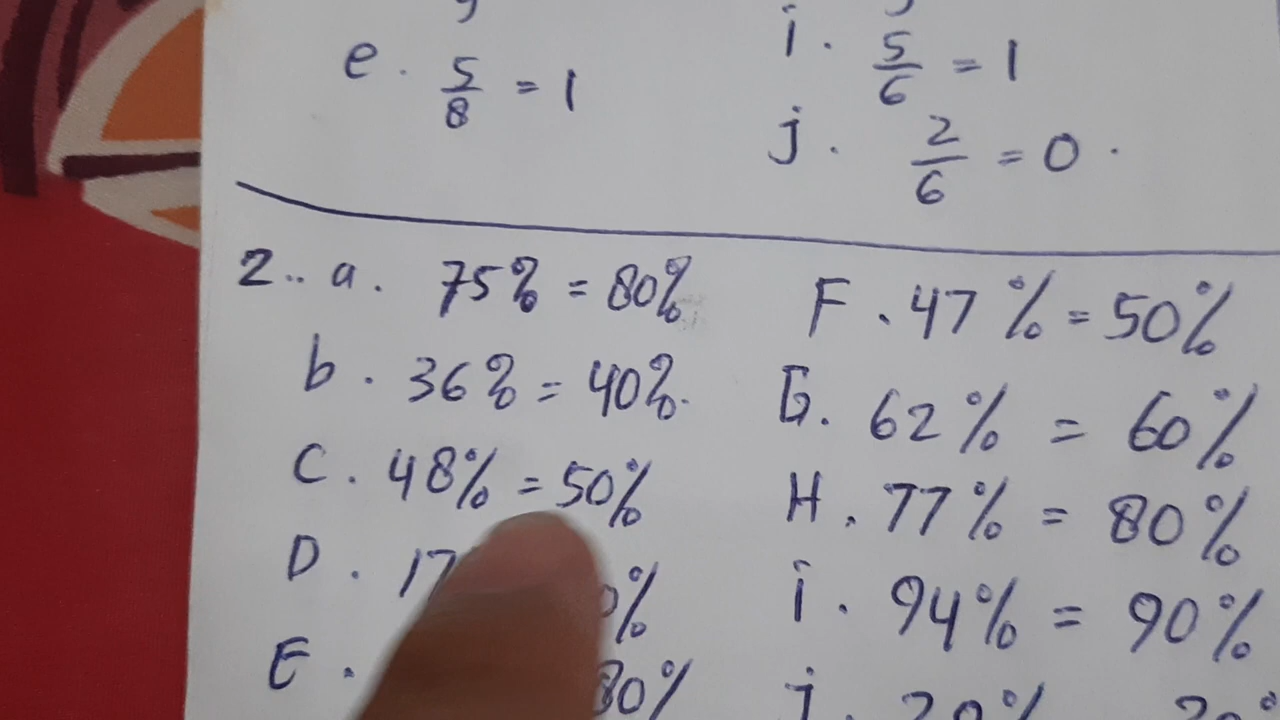 e. 5/8 = 1
i. 5/6 = 1
j. 2/6 = 0.
2.. a. 75% = 80%
b. 36% = 40%.
C. 48% = 50%
D. 17
E. 80%
F. 47% = 50%
G. 62% = 60%
H. 77% = 80%
i. 94% = 90%
j.